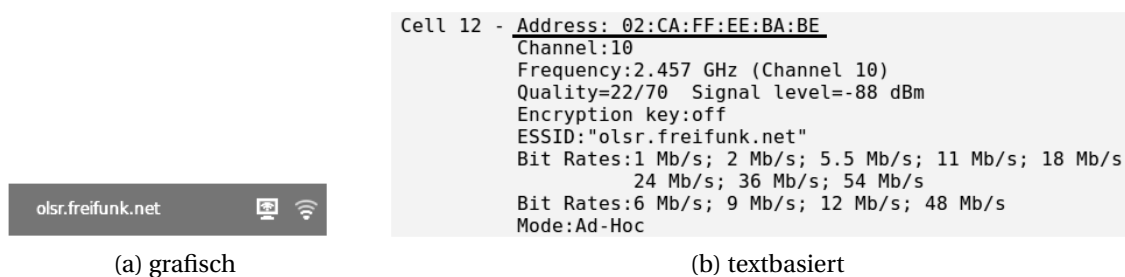 olsr.freifunk.net
(a) grafisch
Cell 12 - Address: 02:CA:FF:EE:BA:BE
Channel:10
Frequency:2.457 GHz (Channel 10)
Quality=22/70  Signal level=-88 dBm
Encryption key:off
ESSID:"olsr.freifunk.net"
Bit Rates:1 Mb/s; 2 Mb/s; 5.5 Mb/s; 11 Mb/s; 18 Mb/s
24 Mb/s; 36 Mb/s; 54 Mb/s
Bit Rates:6 Mb/s; 9 Mb/s; 12 Mb/s; 48 Mb/s
Mode:Ad-Hoc
(b) textbasiert